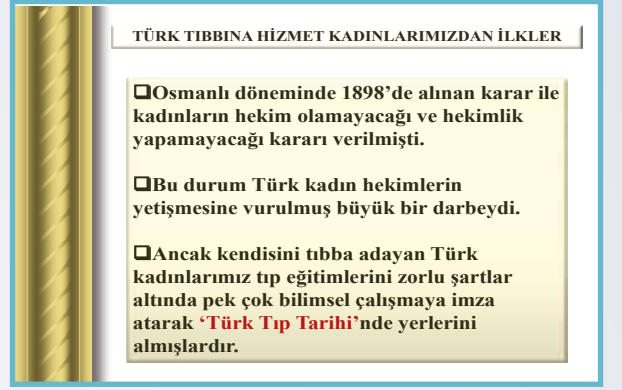 TÜRK TIBBINA HİZMET KADINLARIMIZDAN İLKLER
❑Osmanlı döneminde 1898’de alınan karar ile
kadınların hekim olamayacağı ve hekimlik
yapamayacağı kararı verilmişti.
❑Bu durum Türk kadın hekimlerin
yetişmesine vurulmuş büyük bir darbeydi.
❑Ancak kendisini tıbba adayan Türk
kadınlarımız tıp eğitimlerini zorlu şartlar
altında pek çok bilimsel çalışmaya imza
atarak ‘Türk Tıp Tarihi’nde yerlerini
almışlardır.